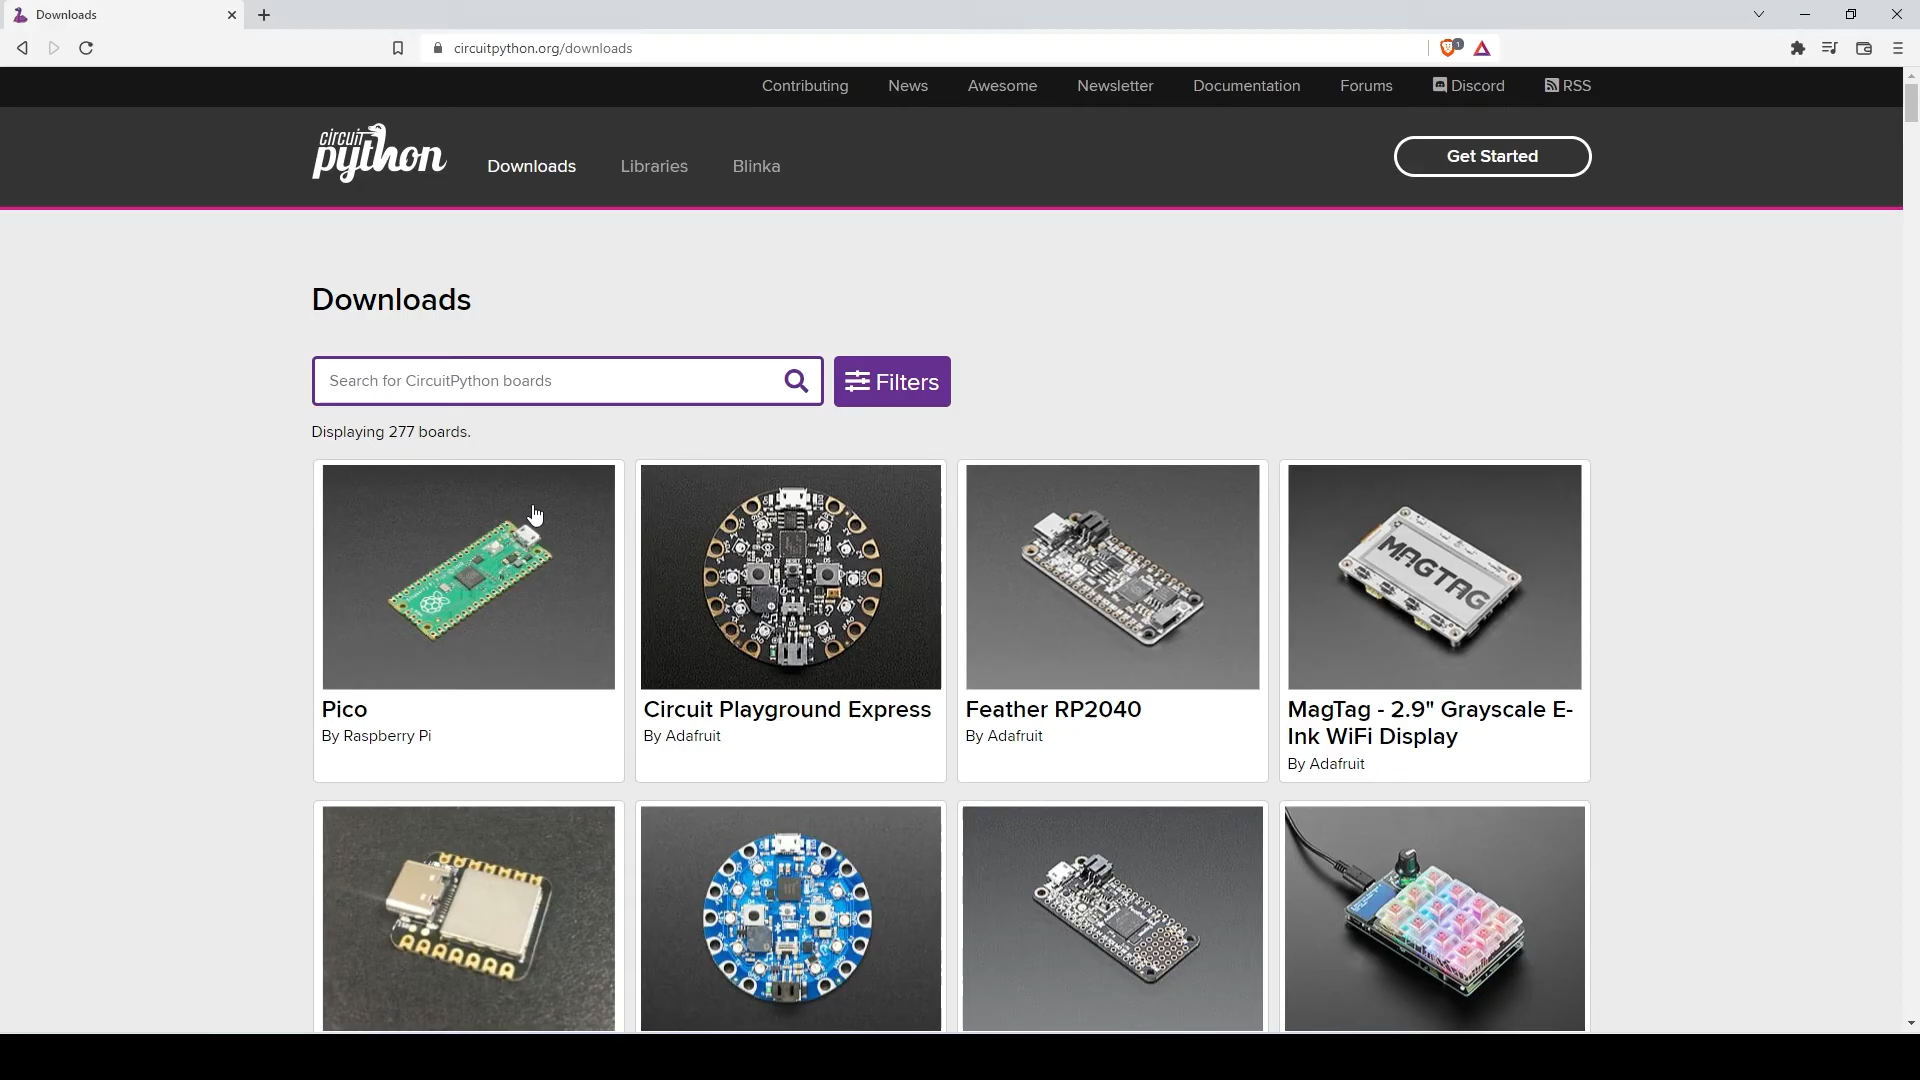 Downloads
circuitpython.org/downloads
1
Contributing News Awesome Newsletter Documentation Forums Discord RSS
circuit
python
Downloads Libraries Blinka
Get Started
Downloads
Search for CircuitPython boards
Filters
Displaying 277 boards.
MAGTAG
Pico
By Raspberry Pi
Circuit Playground Express
By Adafruit
Feather RP2040
By Adafruit
MagTag - 2.9" Grayscale E-
Ink WiFi Display
By Adafruit